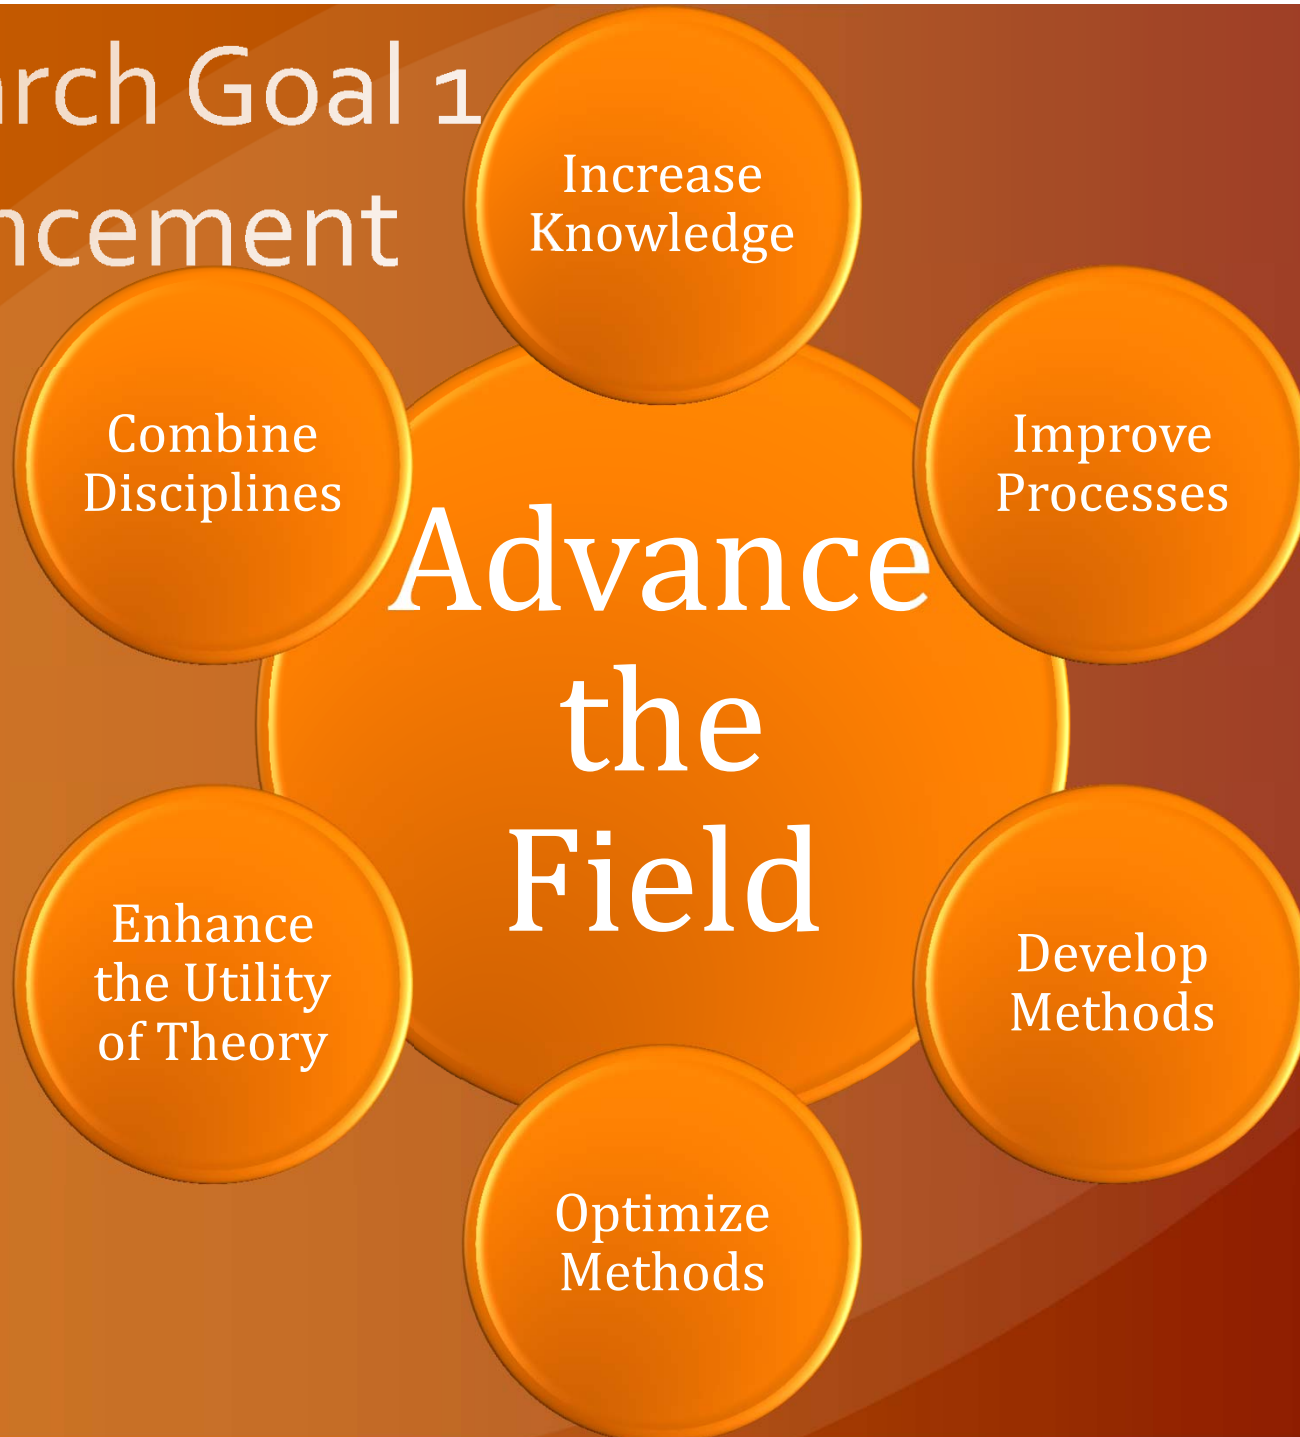 arch Goal 1
ncement
Increase
Knowledge
Improve
Processes
Develop
Methods
Optimize
Methods
Enhance
the Utility
of Theory
Combine
Disciplines
Advance
the
Field